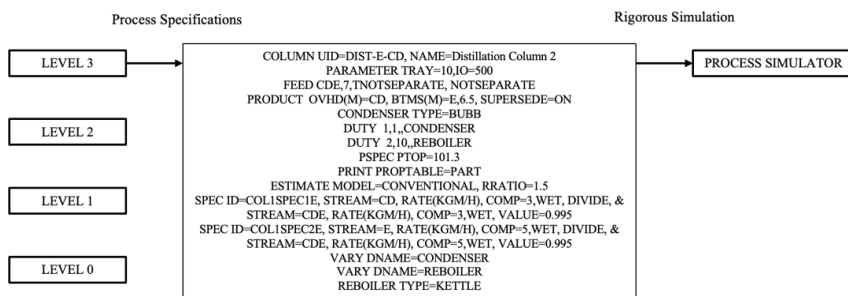 Process Specifications
Rigorous Simulation
LEVEL 3
LEVEL 2
LEVEL 1
LEVEL 0
COLUMN UID=DIST-E-CD, NAME=Distillation Column 2
PARAMETER TRAY=10,IO=500
FEED CDE,7,TNOTSEPARATE, NOTSEPARATE
PRODUCT OVHD(M)=CD, BTMS(M)=E,6.5, SUPERSEDE=ON
CONDENSER TYPE=BUBB
DUTY 1,1,,CONDENSER
DUTY 2,10,,REBOILER
PSPEC PTOP=101.3
PRINT PROPTABLE=PART
ESTIMATE MODEL=CONVENTIONAL, RRATIO=1.5
SPEC ID=COL1SPEC1E, STREAM=CD, RATE(KGM/H), COMP=3,WET, DIVIDE, &
STREAM=CDE, RATE(KGM/H), COMP=3,WET, VALUE=0.995
SPEC ID=COL1SPEC2E, STREAM=E, RATE(KGM/H), COMP=5,WET, DIVIDE, &
STREAM=CDE, RATE(KGM/H), COMP=5,WET, VALUE=0.995
VARY DNAME=CONDENSER
VARY DNAME=REBOILER
REBOILER TYPE=KETTLE
PROCESS SIMULATOR